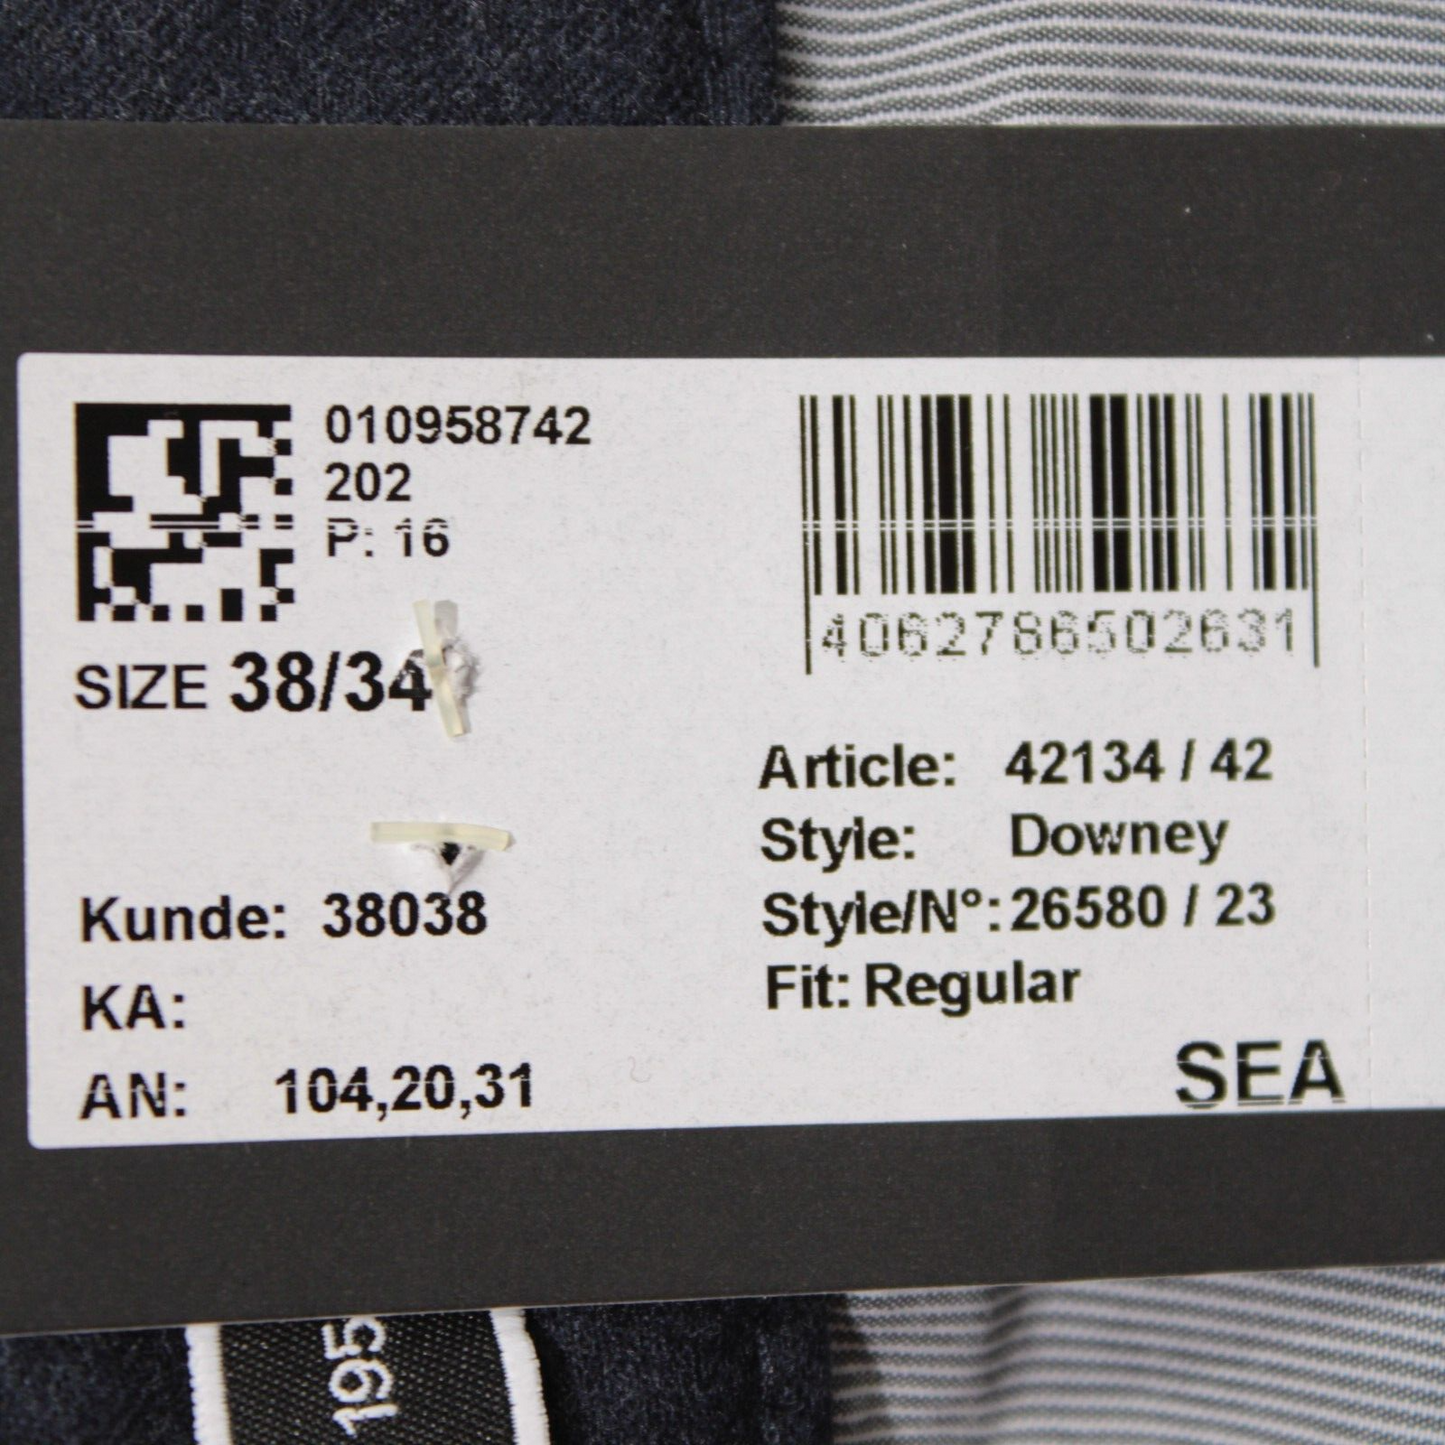 010958742
202
P: 16
SIZE 38/34
Kunde: 38038
KA:
AN: 104,20,31
4062786502631
Article: 42134 / 42
Style: Downey
Style/N°: 26580 / 23
Fit: Regular
SEA
195